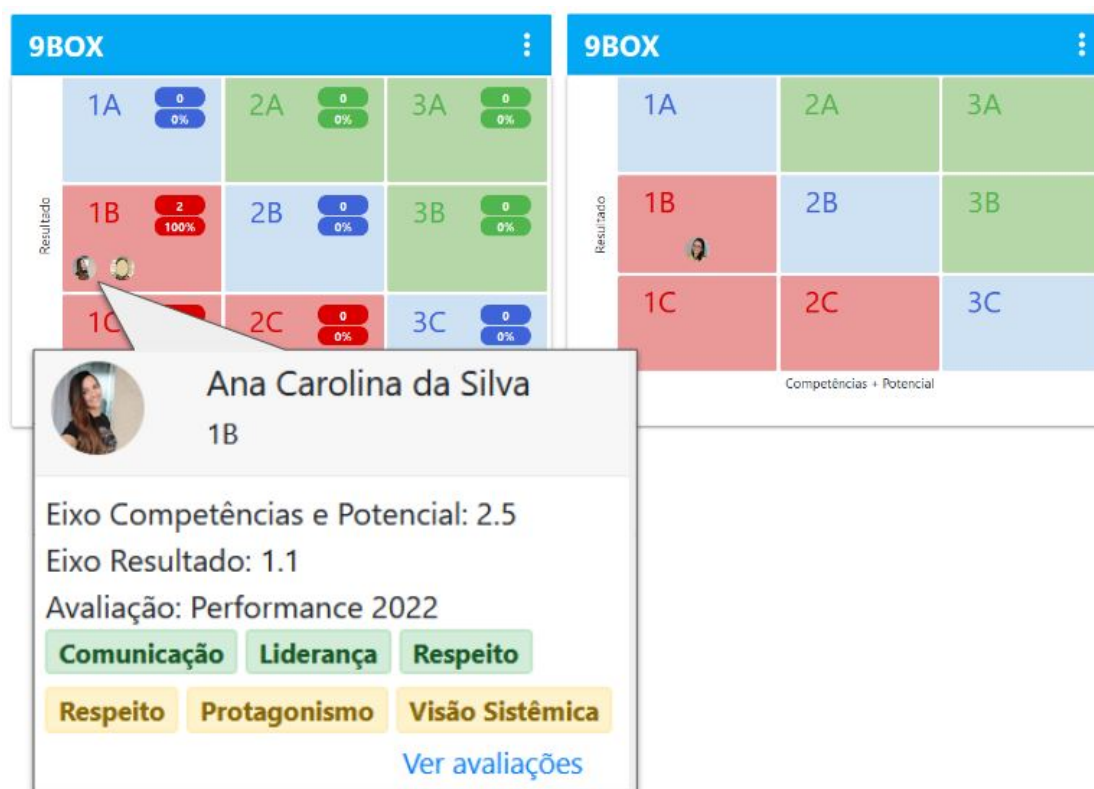 9BOX
1A 0 2A 0 3A 0
0% 0% 0%
Resultado
1B 2 2B 0 3B 0
100% 0% 0%
1C 2C 0 3C 0
0% 0%
Ana Carolina da Silva
1B
Eixo Competências e Potencial: 2.5
Eixo Resultado: 1.1
Avaliação: Performance 2022
Comunicação Liderança Respeito
Respeito Protagonismo Visão Sistêmica
Ver avaliações
9BOX
1A 2A 3A
Resultado
1B 2B 3B
1C 2C 3C
Competências + Potencial